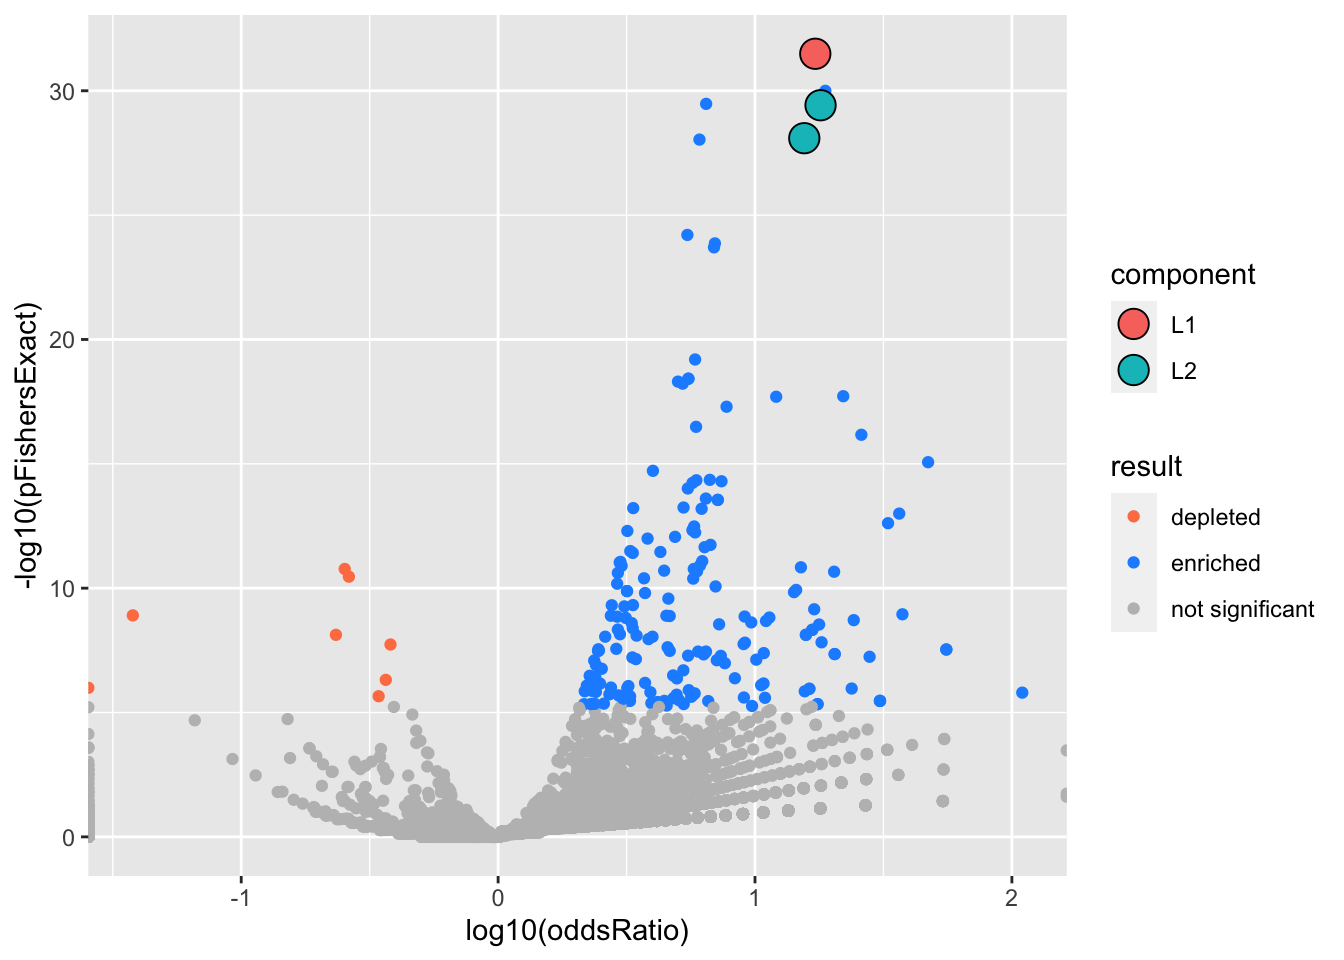 30
20
10
0
-1
0
1
2
-log10(pFishersExact)
log10(oddsRatio)
component
L1
L2
result
depleted
enriched
not significant